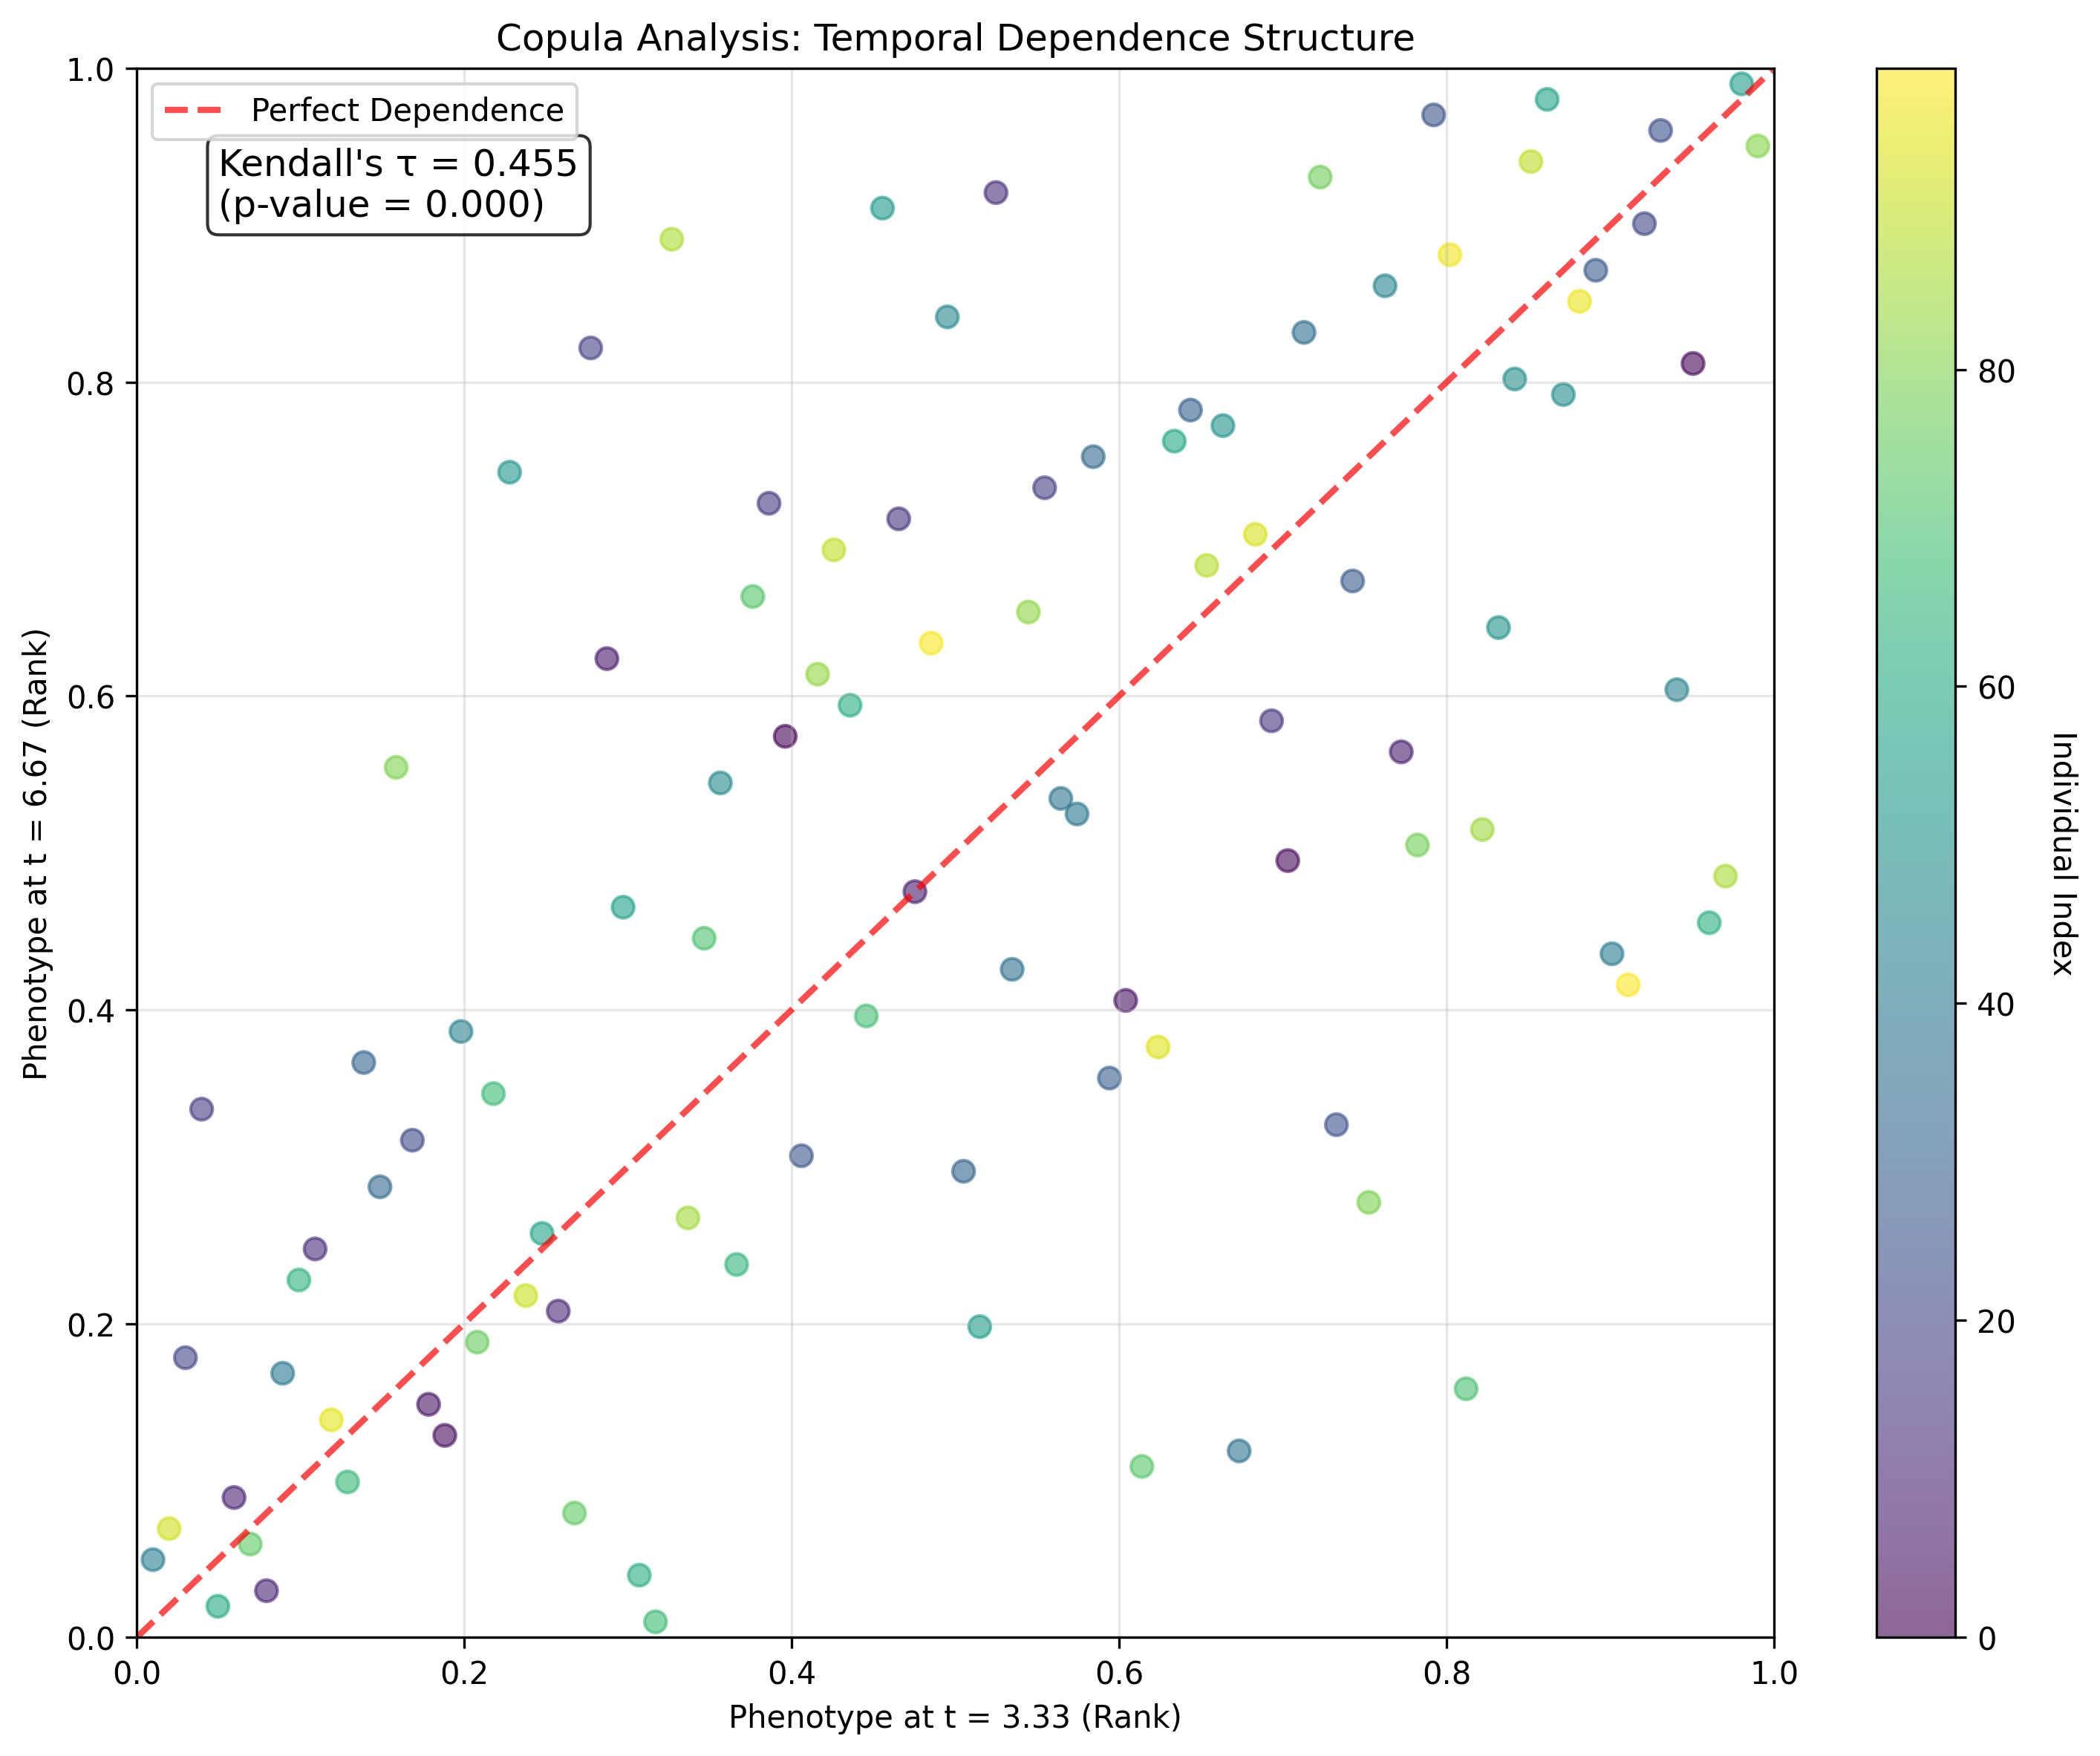 Copula Analysis: Temporal Dependence Structure
Perfect Dependence
Kendall's τ = 0.455
(p-value = 0.000)
Phenotype at t = 6.67 (Rank)
1.0
0.8
0.6
0.4
0.2
0.0
0.0 0.2 0.4 0.6 0.8 1.0
Phenotype at t = 3.33 (Rank)
80
60
40
20
0
Individual Index